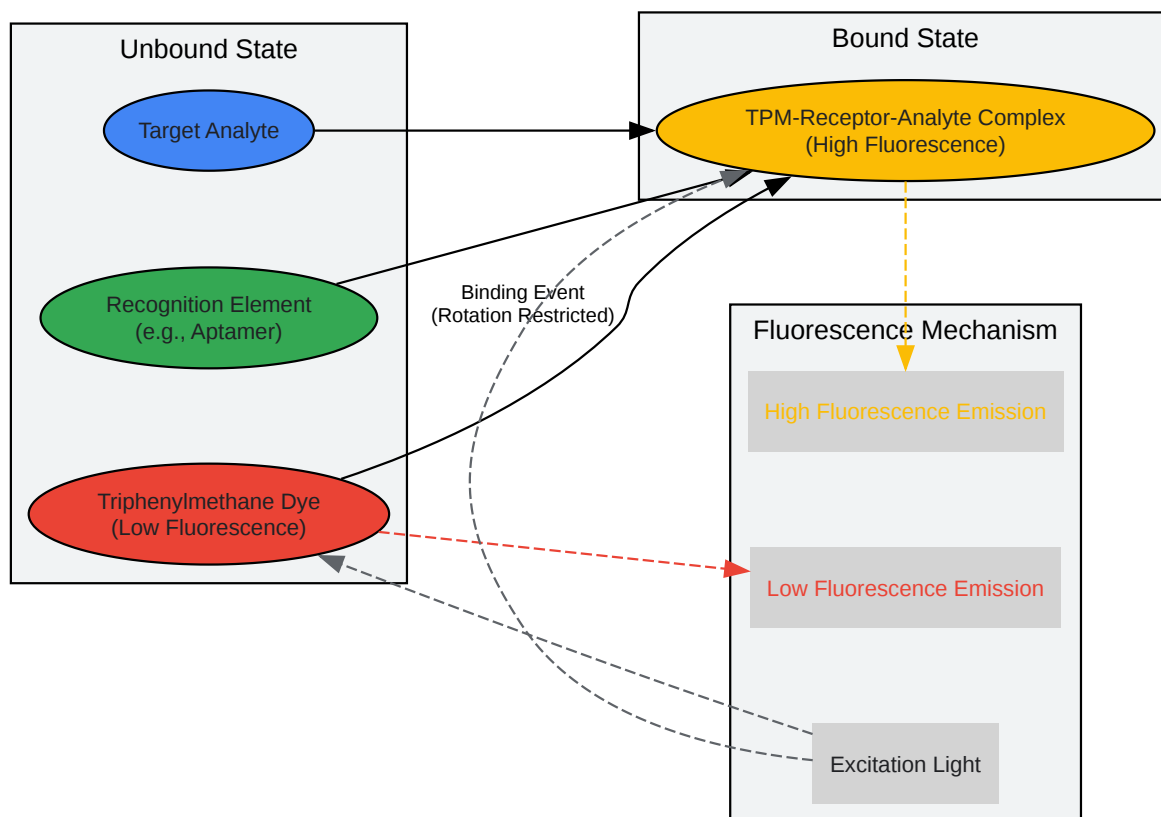 Unbound State
Target Analyte
Recognition Element
(e.g., Aptamer)
Triphenylmethane Dye
(Low Fluorescence)
Bound State
TPM-Receptor-Analyte Complex
(High Fluorescence)
Binding Event
(Rotation Restricted)
Fluorescence Mechanism
High Fluorescence Emission
Low Fluorescence Emission
Excitation Light